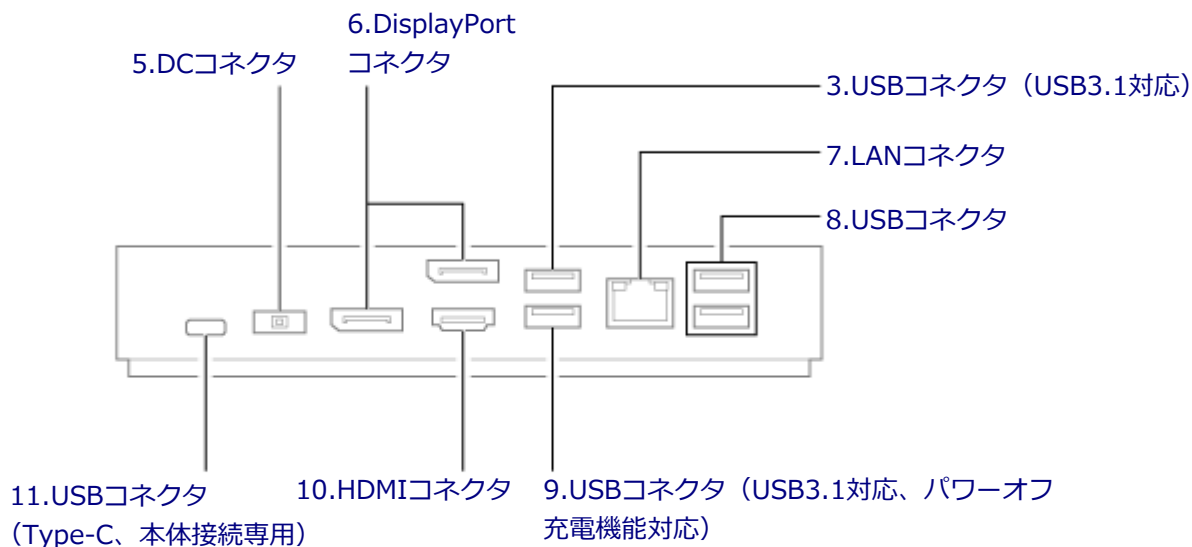 6.DisplayPort
コネクタ
5.DCコネクタ
3.USBコネクタ（USB3.1対応）
7.LANコネクタ
8.USBコネクタ
11.USBコネクタ
（Type-C、本体接続専用）
10.HDMIコネクタ
9.USBコネクタ（USB3.1対応、パワーオフ
充電機能対応）